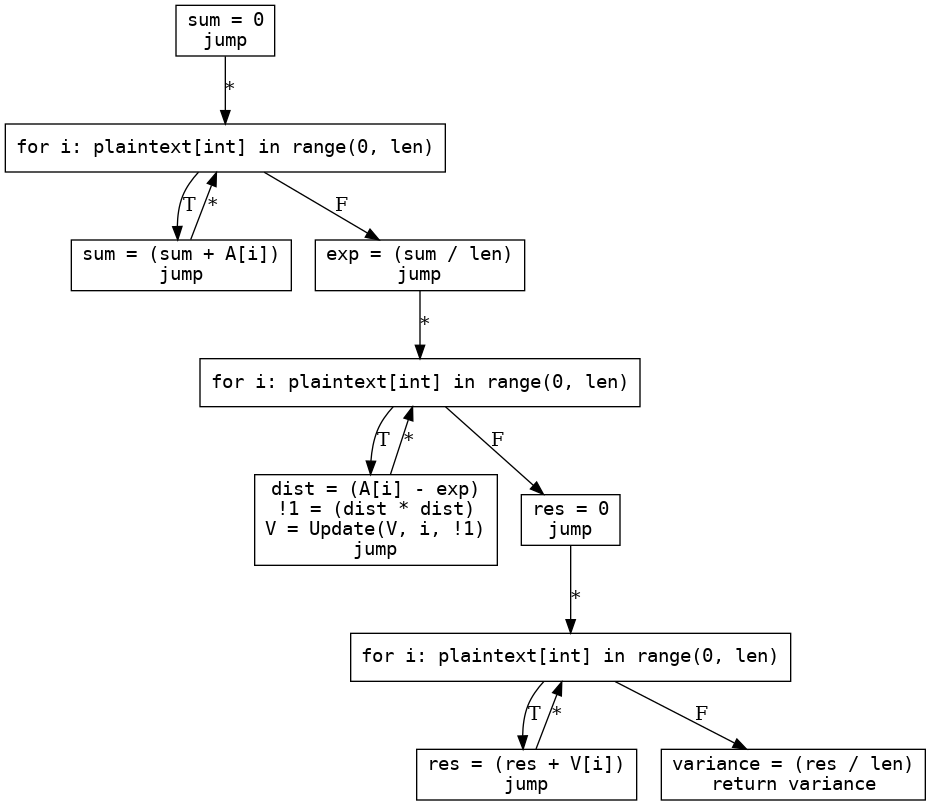 sum = 0
jump
*
for i: plaintext[int] in range(0, len)
T
*
F
sum = (sum + A[i])
jump
exp = (sum / len)
jump
*
for i: plaintext[int] in range(0, len)
T
*
F
dist = (A[i] - exp)
!1 = (dist * dist)
V = Update(V, i, !1)
jump
res = 0
jump
*
for i: plaintext[int] in range(0, len)
T
*
F
res = (res + V[i])
jump
variance = (res / len)
return variance